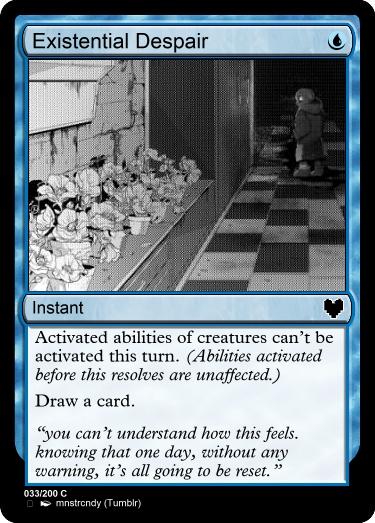 Existential Despair
Instant
Activated abilities of creatures can't be
activated this turn. (Abilities activated
before this resolves are unaffected.)
Draw a card.
"you can't understand how this feels.
knowing that one day, without any
warning, it's all going to be reset."
033/200 C
mnstrcndy (Tumblr)